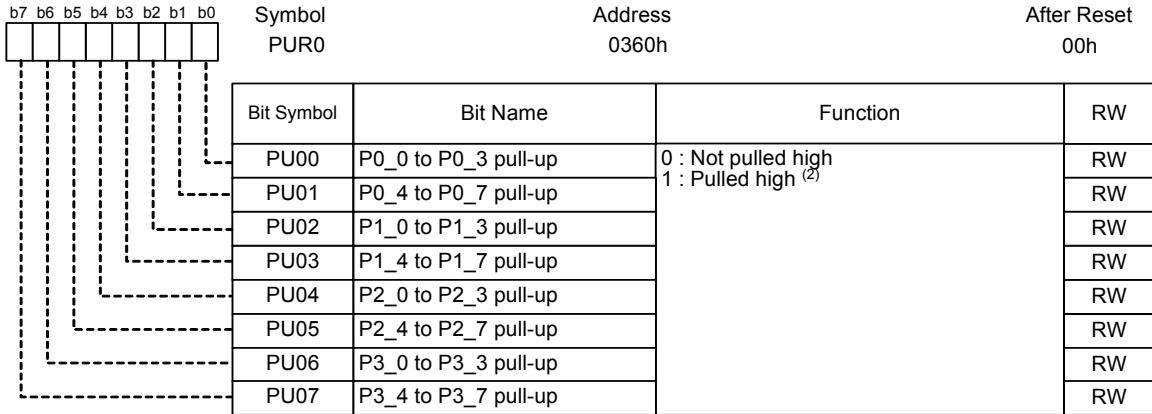 b7 b6 b5 b4 b3 b2 b1 b0 Symbol Address After Reset
PUR0 0360h 00h
Bit Symbol Bit Name Function RW
PU00 P0_0 to P0_3 pull-up 0 : Not pulled high RW
1 : Pulled high (2)
PU01 P0_4 to P0_7 pull-up RW
PU02 P1_0 to P1_3 pull-up RW
PU03 P1_4 to P1_7 pull-up RW
PU04 P2_0 to P2_3 pull-up RW
PU05 P2_4 to P2_7 pull-up RW
PU06 P3_0 to P3_3 pull-up RW
PU07 P3_4 to P3_7 pull-up RW